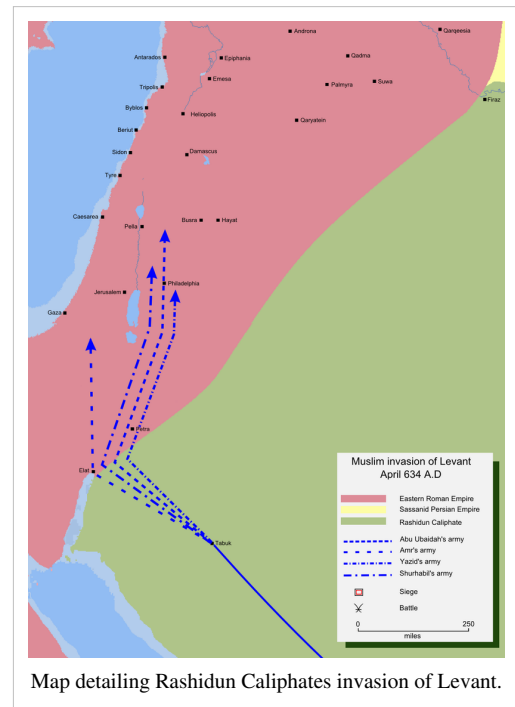 Androna
Qarqeesia
Antarados
Epiphania
Qadma
Emesa
Suwa
Tripolis
Palmyra
Firaz
Byblos
Heliopolis
Qaryatein
Beriut
Sidon
Damascus
Tyre
Caesarea
Busra
Hayat
Pella
Philadelphia
Jerusalem
Gaza
Petra
Elat
Tabuk
Muslim invasion of Levant
April 634 A.D
Eastern Roman Empire
Sassanid Persian Empire
Rashidun Caliphate
Abu Ubaidah's army
Amr's army
Yazid's army
Shurhabil's army
Siege
Battle
0 250
miles
Map detailing Rashidun Caliphates invasion of Levant.